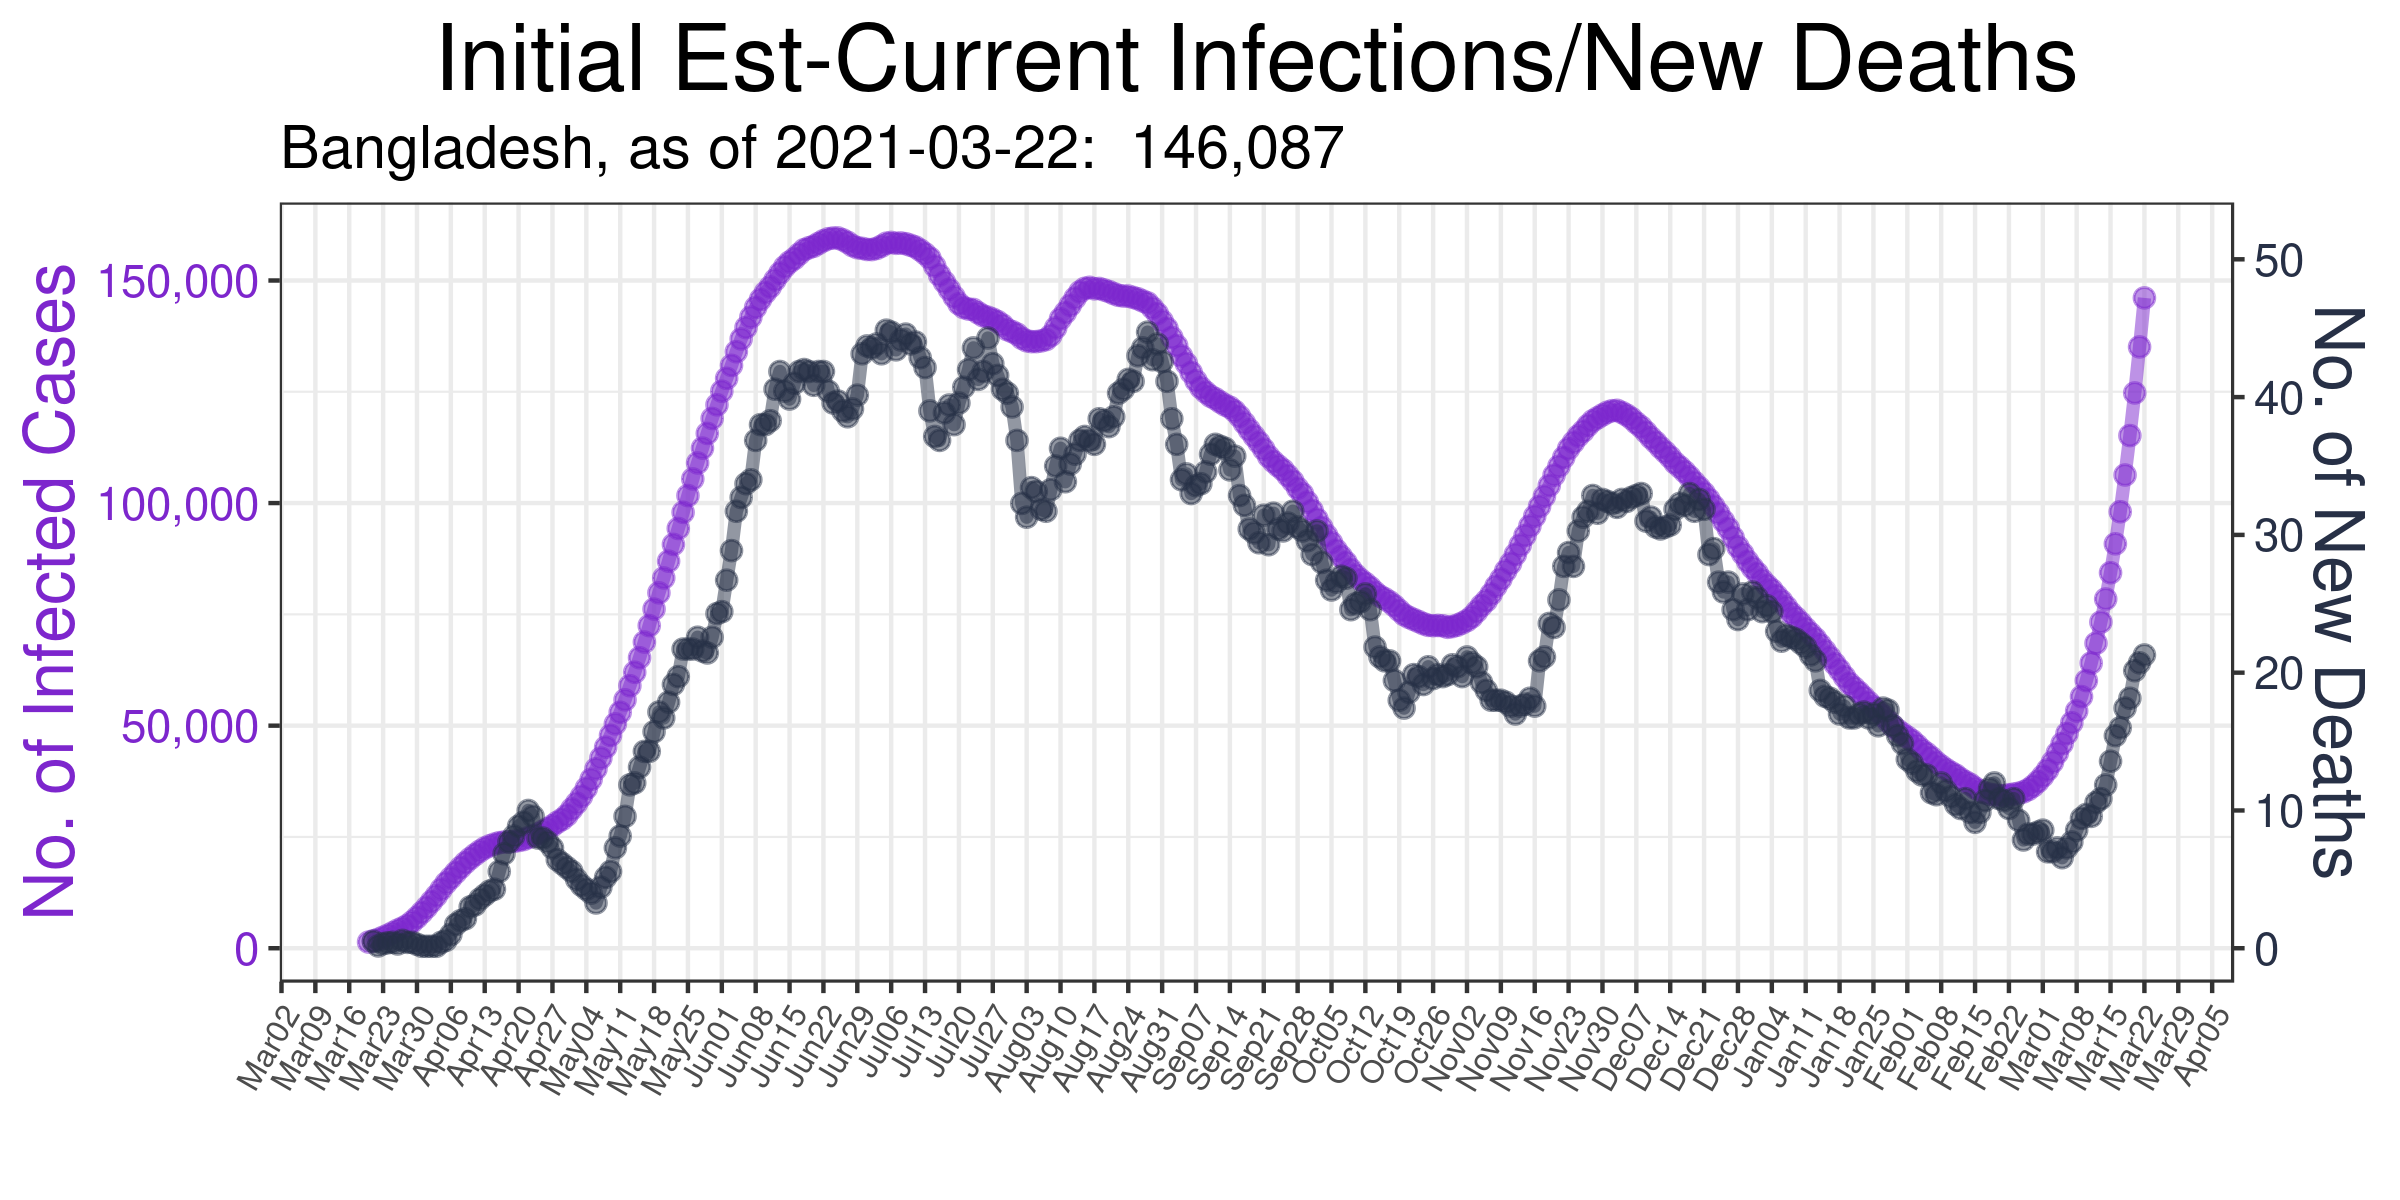 Initial Est-Current Infections/New Deaths
Bangladesh, as of 2021-03-22:  146,087
No. of Infected Cases
150,000
100,000
50,000
0
50
40
30
20
10
0
No. of New Deaths
Mar02
Mar09
Mar16
Mar23
Mar30
Apr06
Apr13
Apr20
Apr27
May04
May11
May18
May25
Jun01
Jun08
Jun15
Jun22
Jun29
Jul06
Jul13
Jul20
Jul27
Aug03
Aug10
Aug17
Aug24
Aug31
Sep07
Sep14
Sep21
Sep28
Oct05
Oct12
Oct19
Oct26
Nov02
Nov09
Nov16
Nov23
Nov30
Dec07
Dec14
Dec21
Dec28
Jan04
Jan11
Jan18
Jan25
Feb01
Feb08
Feb15
Feb22
Mar01
Mar08
Mar15
Mar22
Mar29
Apr05